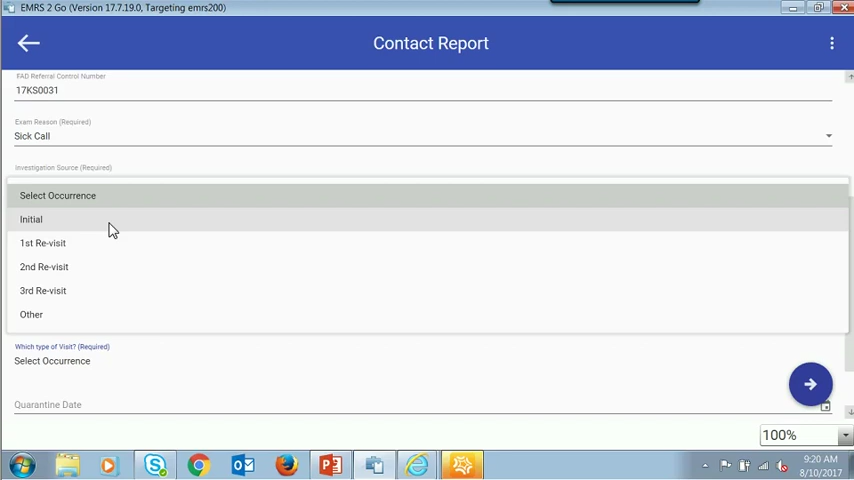 EMRS 2 Go (Version 17.7.19.0, Targeting emrs200)
Contact Report
FAD Referral Control Number
17KS0031
Exam Reason (Required)
Sick Call
Investigation Source (Required)
Select Occurrence
Initial
1st Re-visit
2nd Re-visit
3rd Re-visit
Other
Which type of Visit? (Required)
Select Occurrence
Quarantine Date
100%
9:20 AM
8/10/2017